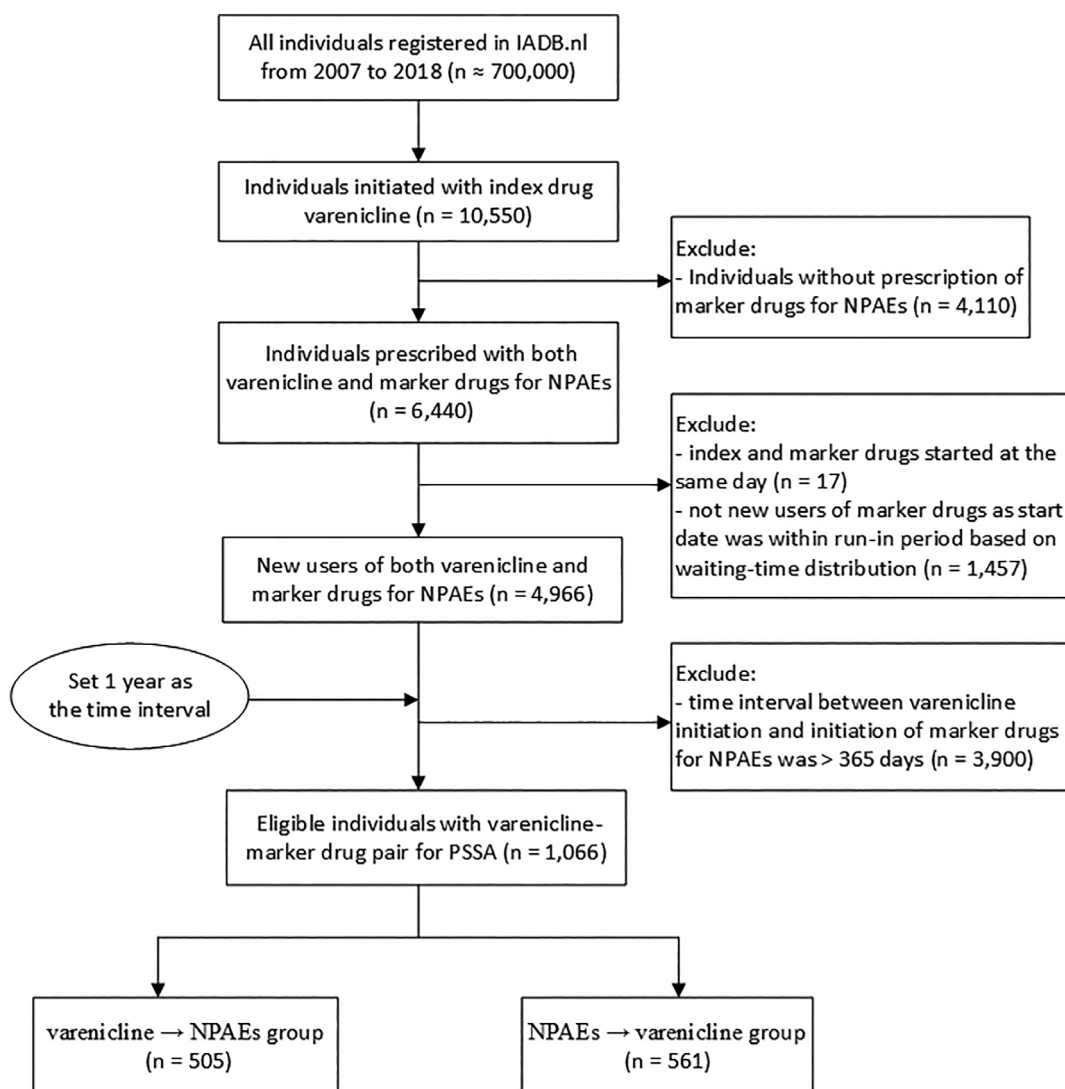 All individuals registered in IADB.nl
from 2007 to 2018 (n ≈ 700,000)
Individuals initiated with index drug
varenicline (n = 10,550)
Exclude:
- Individuals without prescription of
marker drugs for NPAEs (n = 4,110)
Individuals prescribed with both
varenicline and marker drugs for NPAEs
(n = 6,440)
Exclude:
- index and marker drugs started at the
same day (n = 17)
- not new users of marker drugs as start
date was within run-in period based on
waiting-time distribution (n = 1,457)
New users of both varenicline and
marker drugs for NPAEs (n = 4,966)
Set 1 year as
the time interval
Exclude:
- time interval between varenicline
initiation and initiation of marker drugs
for NPAEs was > 365 days (n = 3,900)
Eligible individuals with varenicline-
marker drug pair for PSSA (n = 1,066)
varenicline → NPAEs group
(n = 505)
NPAEs → varenicline group
(n = 561)